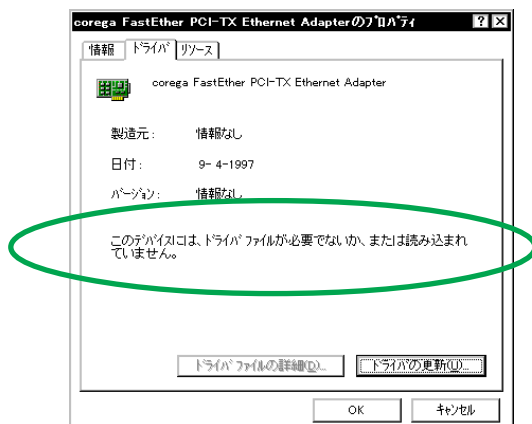 corega FastEther PCI-TX Ethernet Adapterのﾌﾟﾛﾊﾟﾃｨ
情報 ﾄﾞﾗｲﾊﾞ ﾘｿｰｽ
corega FastEther PCI-TX Ethernet Adapter
製造元: 情報なし
日付: 9- 4-1997
ﾊﾞｰｼﾞｮﾝ: 情報なし
このﾃﾞﾊﾞｲｽには、ﾄﾞﾗｲﾊﾞ ﾌｧｲﾙが必要でないか、または読み込まれ
ていません。
ﾄﾞﾗｲﾊﾞ ﾌｧｲﾙの詳細(D)... ﾄﾞﾗｲﾊﾞの更新(U)...
OK ｷｬﾝｾﾙ